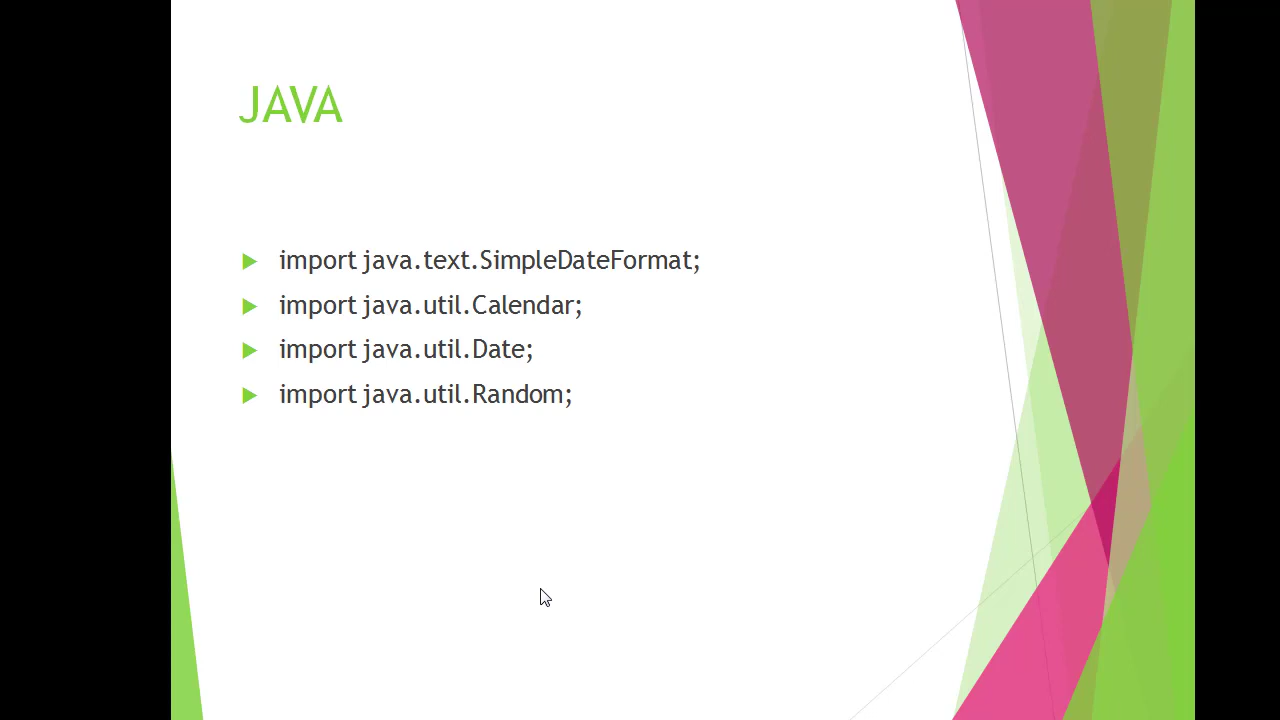 JAVA
import java.text.SimpleDateFormat;
import java.util.Calendar;
import java.util.Date;
import java.util.Random;